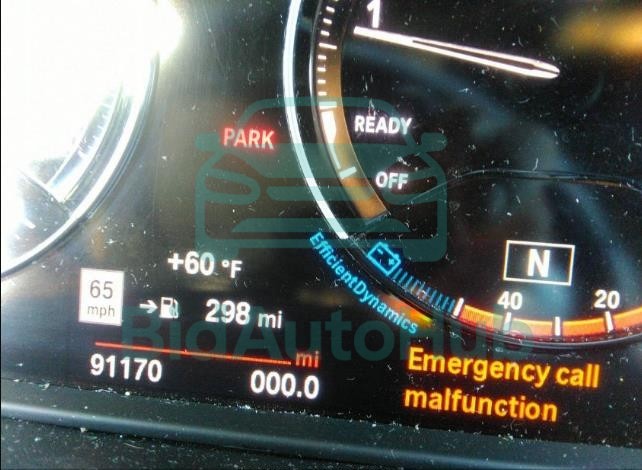 1
READY
PARK
OFF
EfficientDynamics
+60 °F
N
65
mph
298 mi
40
20
BidAutoHub
mi
91170
000.0
Emergency call
malfunction